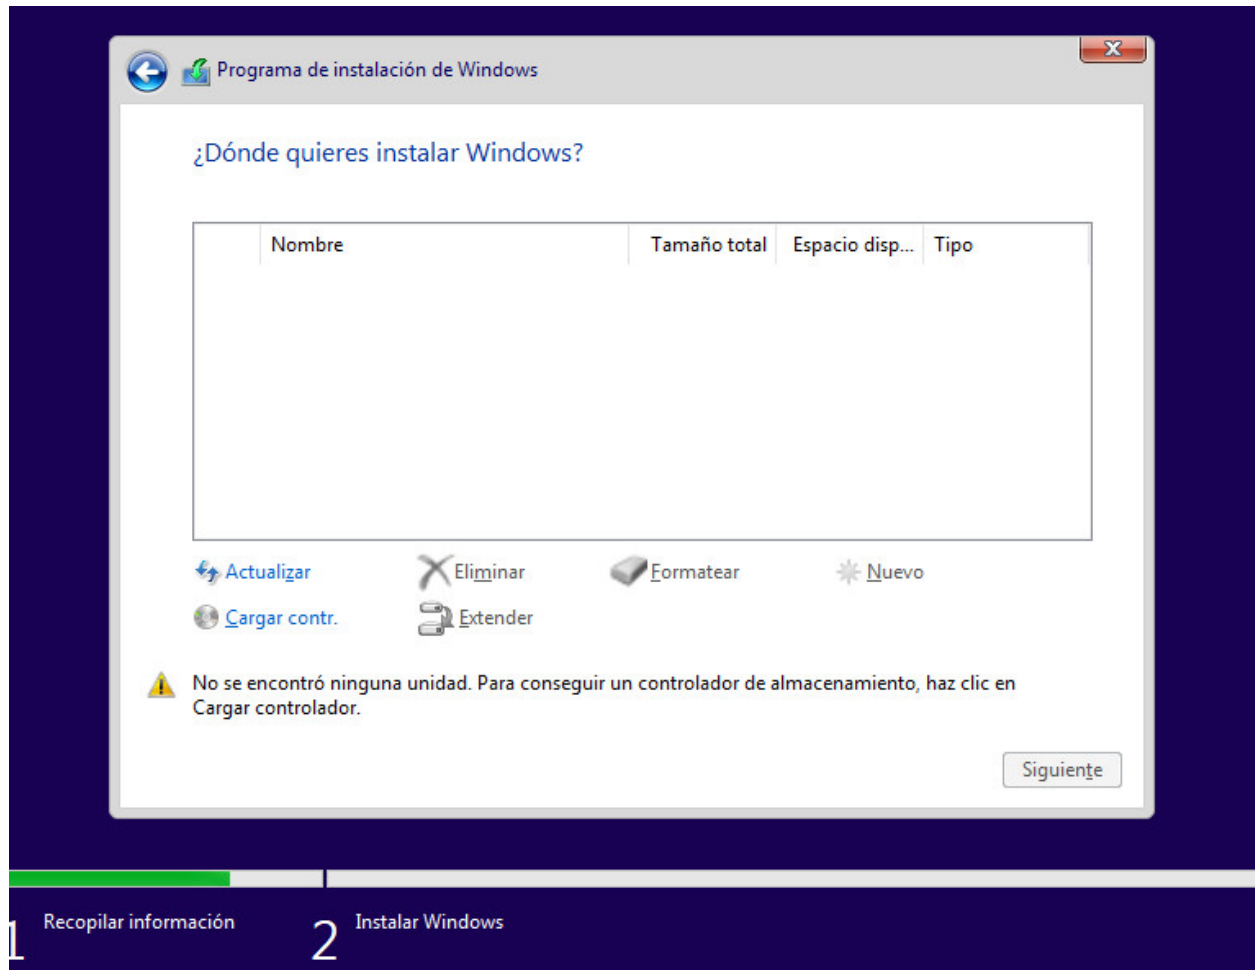 Programa de instalación de Windows
¿Dónde quieres instalar Windows?
Nombre Tamaño total Espacio disp... Tipo
Actualizar Eliminar Formatear Nuevo
Cargar contr. Extender
No se encontró ninguna unidad. Para conseguir un controlador de almacenamiento, haz clic en
Cargar controlador.
Siguiente
1 Recopilar información 2 Instalar Windows